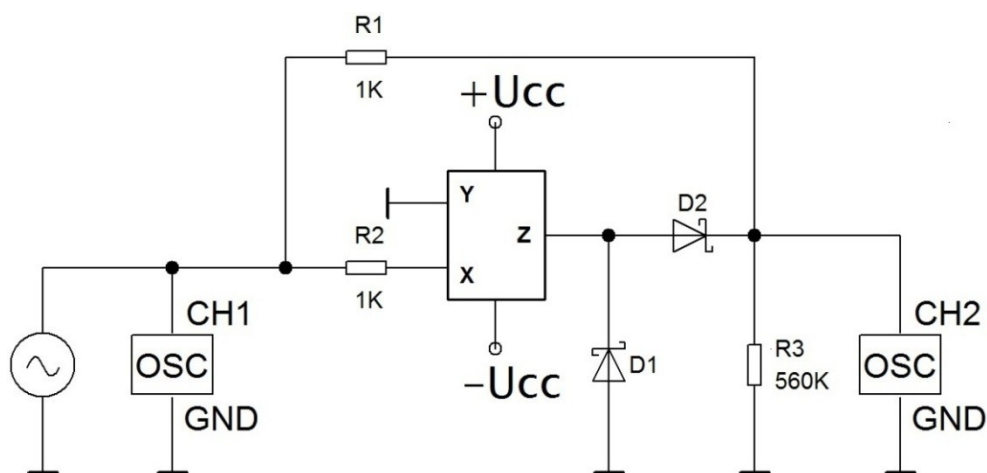 R1
1K
+Ucc
Y
D2
R2
Z
X
1K
CH1
CH2
OSC
D1
R3
560K
OSC
-Ucc
GND
GND